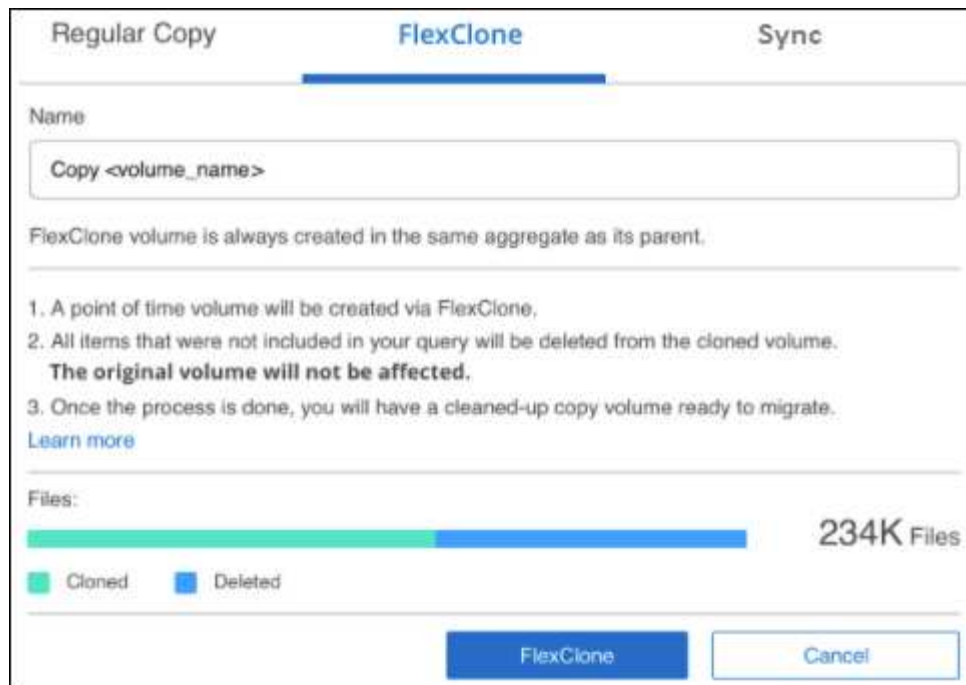 Regular Copy FlexClone Sync
Name
Copy <volume_name>
FlexClone volume is always created in the same aggregate as its parent.
1. A point of time volume will be created via FlexClone.
2. All items that were not included in your query will be deleted from the cloned volume.
The original volume will not be affected.
3. Once the process is done, you will have a cleaned-up copy volume ready to migrate.
Learn more
Files:
234K Files
Cloned Deleted
FlexClone Cancel